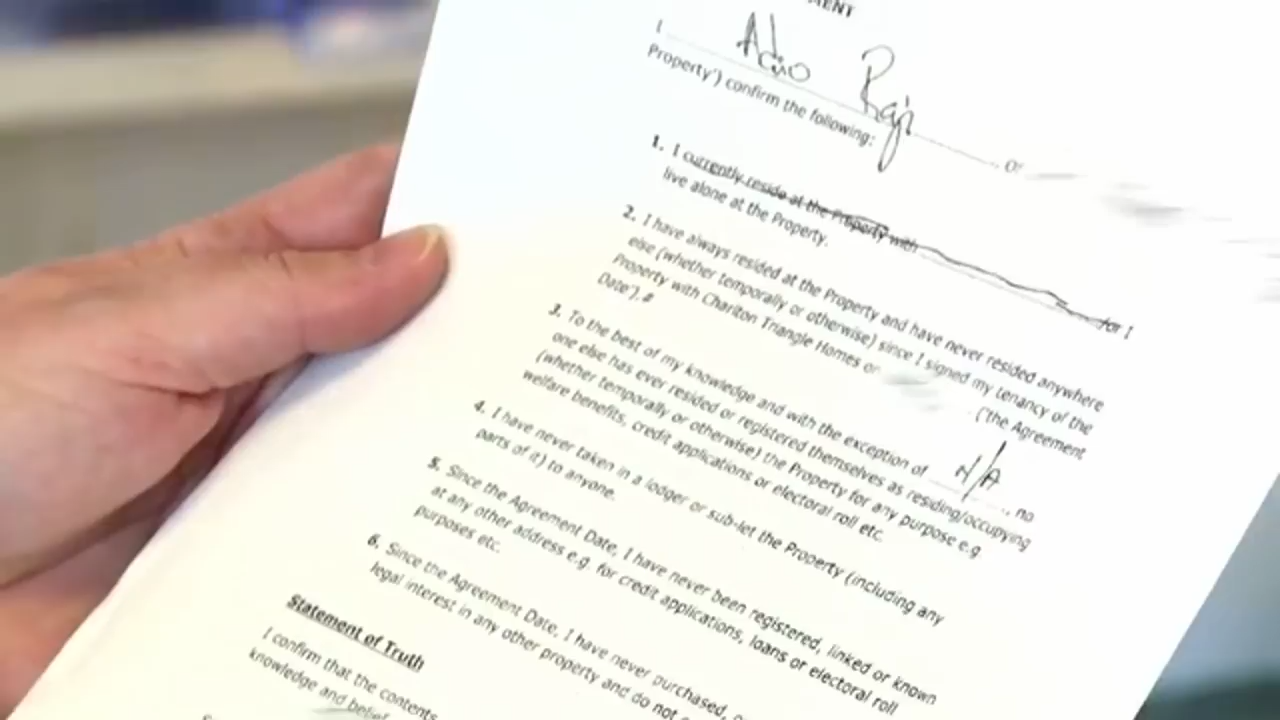 MENT
I Raji of
Property') confirm the following:
1. I currently reside at the Property with for I
live alone at the Property.
2. I have always resided at the Property and have never resided anywhere
else (whether temporally or otherwise) since I signed my tenancy of the
Property with Charlton Triangle Homes or ('the Agreement
Date').
3. To the best of my knowledge and with the exception of N/A, no
one else has ever resided or registered themselves as residing/occupying
(whether temporally or otherwise) the Property for any purpose e.g
welfare benefits, credit applications or electoral roll etc.
4. I have never taken in a lodger or sub-let the Property (including any
parts of it) to anyone.
5. Since the Agreement Date, I have never been registered, linked or known
at any other address e.g. for credit applications, loans or electoral roll
purposes etc.
6. Since the Agreement Date, I have never purchased,
legal interest in any other property and do not
Statement of Truth
I confirm that the contents
knowledge and belief